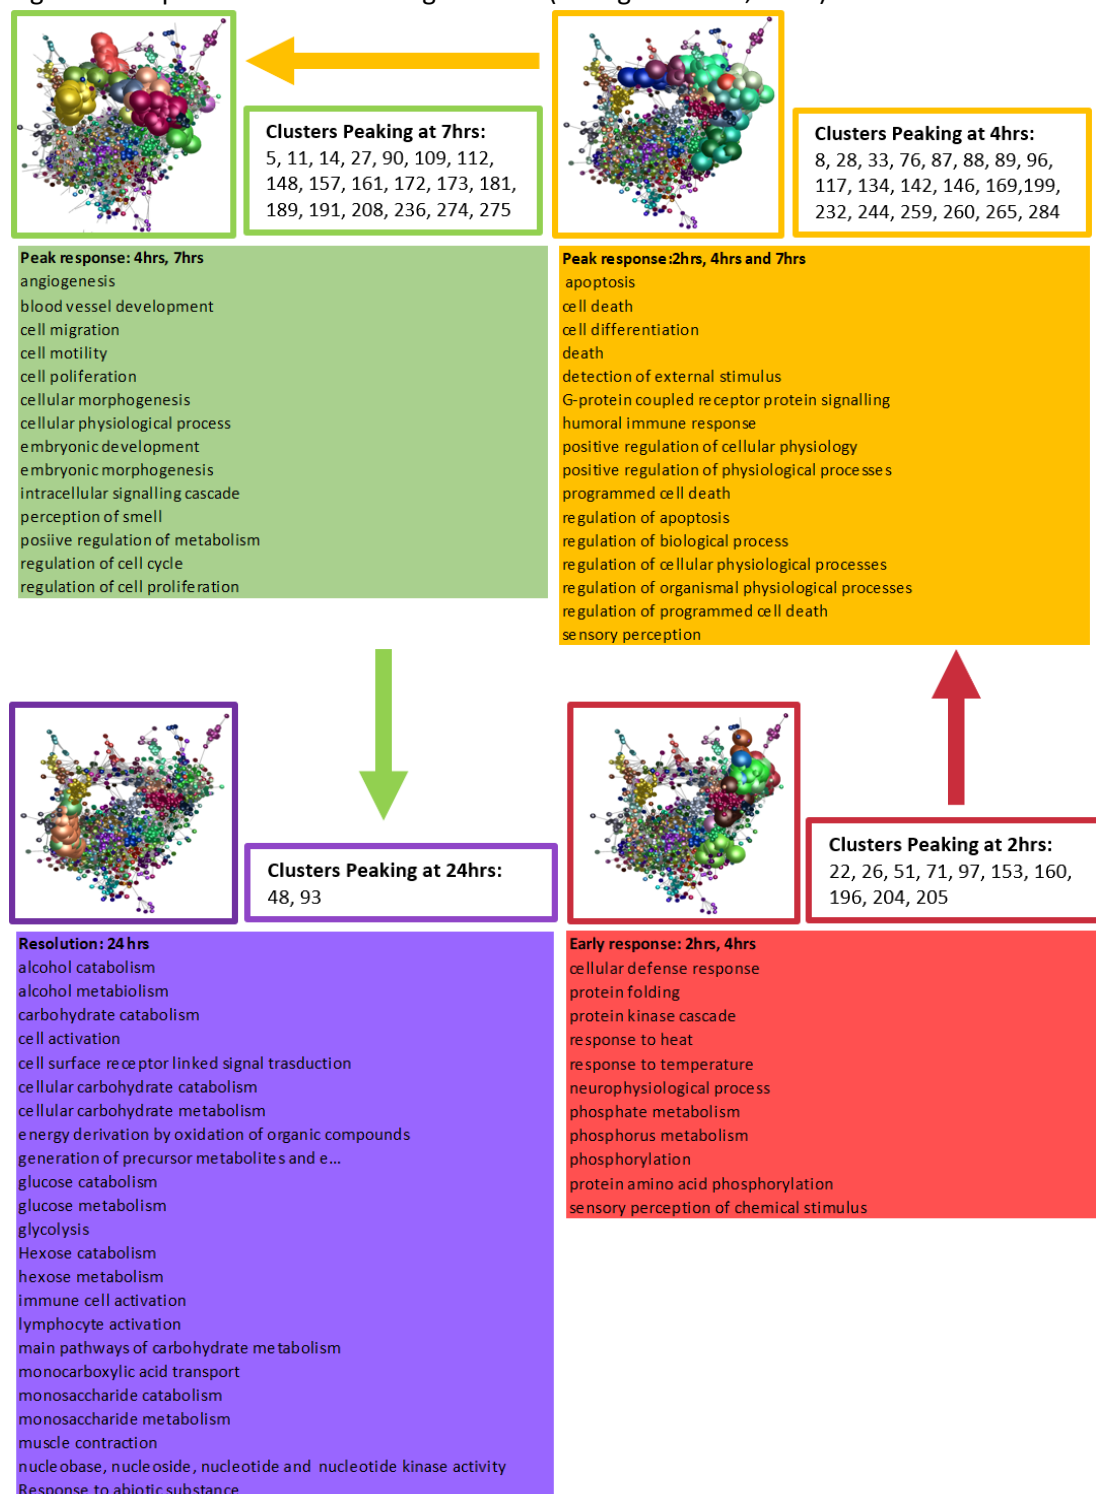 Clusters Peaking at 7hrs:
5, 11, 14, 27, 90, 109, 112,
148, 157, 161, 172, 173, 181,
189, 191, 208, 236, 274, 275
Clusters Peaking at 4hrs:
8, 28, 33, 76, 87, 88, 89, 96,
117, 134, 142, 146, 169,199,
232, 244, 259, 260, 265, 284
Peak response: 4hrs, 7hrs
angiogenesis
blood vessel development
cell migration
cell motility
cell poliferation
cellular morphogenesis
cellular physiological process
embryonic development
embryonic morphogenesis
intracellular signalling cascade
perception of smell
posiive regulation of metabolism
regulation of cell cycle
regulation of cell proliferation
Peak response:2hrs, 4hrs and 7hrs
apoptosis
cell death
cell differentiation
death
detection of external stimulus
G-protein coupled receptor protein signalling
humoral immune response
positive regulation of cellular physiology
positive regulation of physiological processes
programmed cell death
regulation of apoptosis
regulation of biological process
regulation of cellular physiological processes
regulation of organismal physiological processes
regulation of programmed cell death
sensory perception
Clusters Peaking at 24hrs:
48, 93
Clusters Peaking at 2hrs:
22, 26, 51, 71, 97, 153, 160,
196, 204, 205
Resolution: 24 hrs
alcohol catabolism
alcohol metabiolism
carbohydrate catabolism
cell activation
cell surface receptor linked signal trasduction
cellular carbohydrate catabolism
cellular carbohydrate metabolism
energy derivation by oxidation of organic compounds
generation of precursor metabolites and e...
glucose catabolism
glucose metabolism
glycolysis
Hexose catabolism
hexose metabolism
immune cell activation
lymphocyte activation
main pathways of carbohydrate metabolism
monocarboxylic acid transport
monosaccharide catabolism
monosaccharide metabolism
muscle contraction
nucleobase, nucleoside, nucleotide and nucleotide kinase activity
Response to abiotic substance
Early response: 2hrs, 4hrs
cellular defense response
protein folding
protein kinase cascade
response to heat
response to temperature
neurophysiological process
phosphate metabolism
phosphorus metabolism
phosphorylation
protein amino acid phosphorylation
sensory perception of chemical stimulus